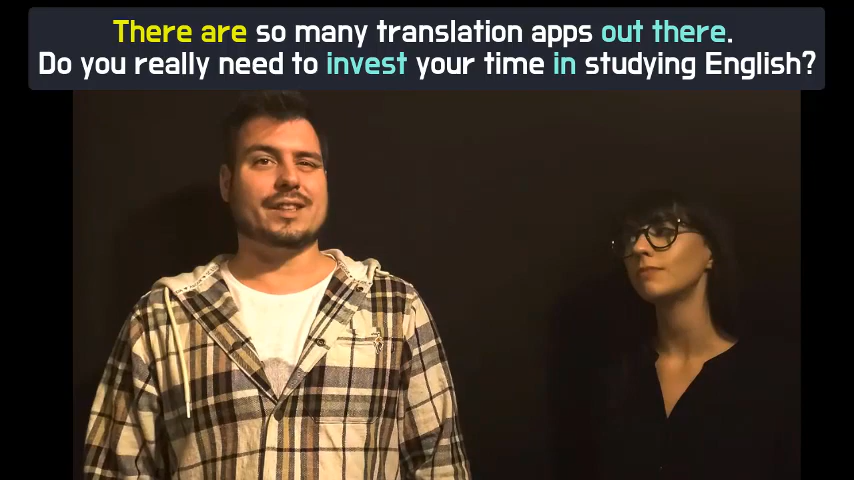 There are so many translation apps out there.
Do you really need to invest your time in studying English?